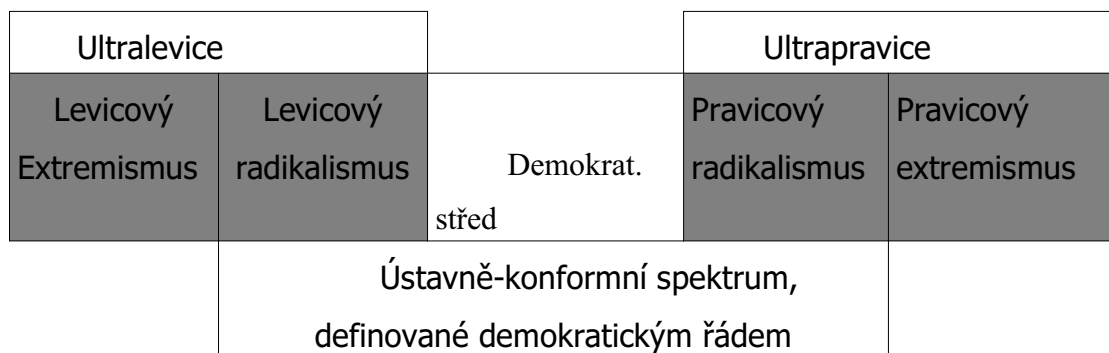 Ultralevice
Ultrapravice
Levicový
Extremismus
Levicový
radikalismus
Demokrat.
střed
Pravicový
radikalismus
Pravicový
extremismus
Ústavně-konformní spektrum,
definované demokratickým řádem